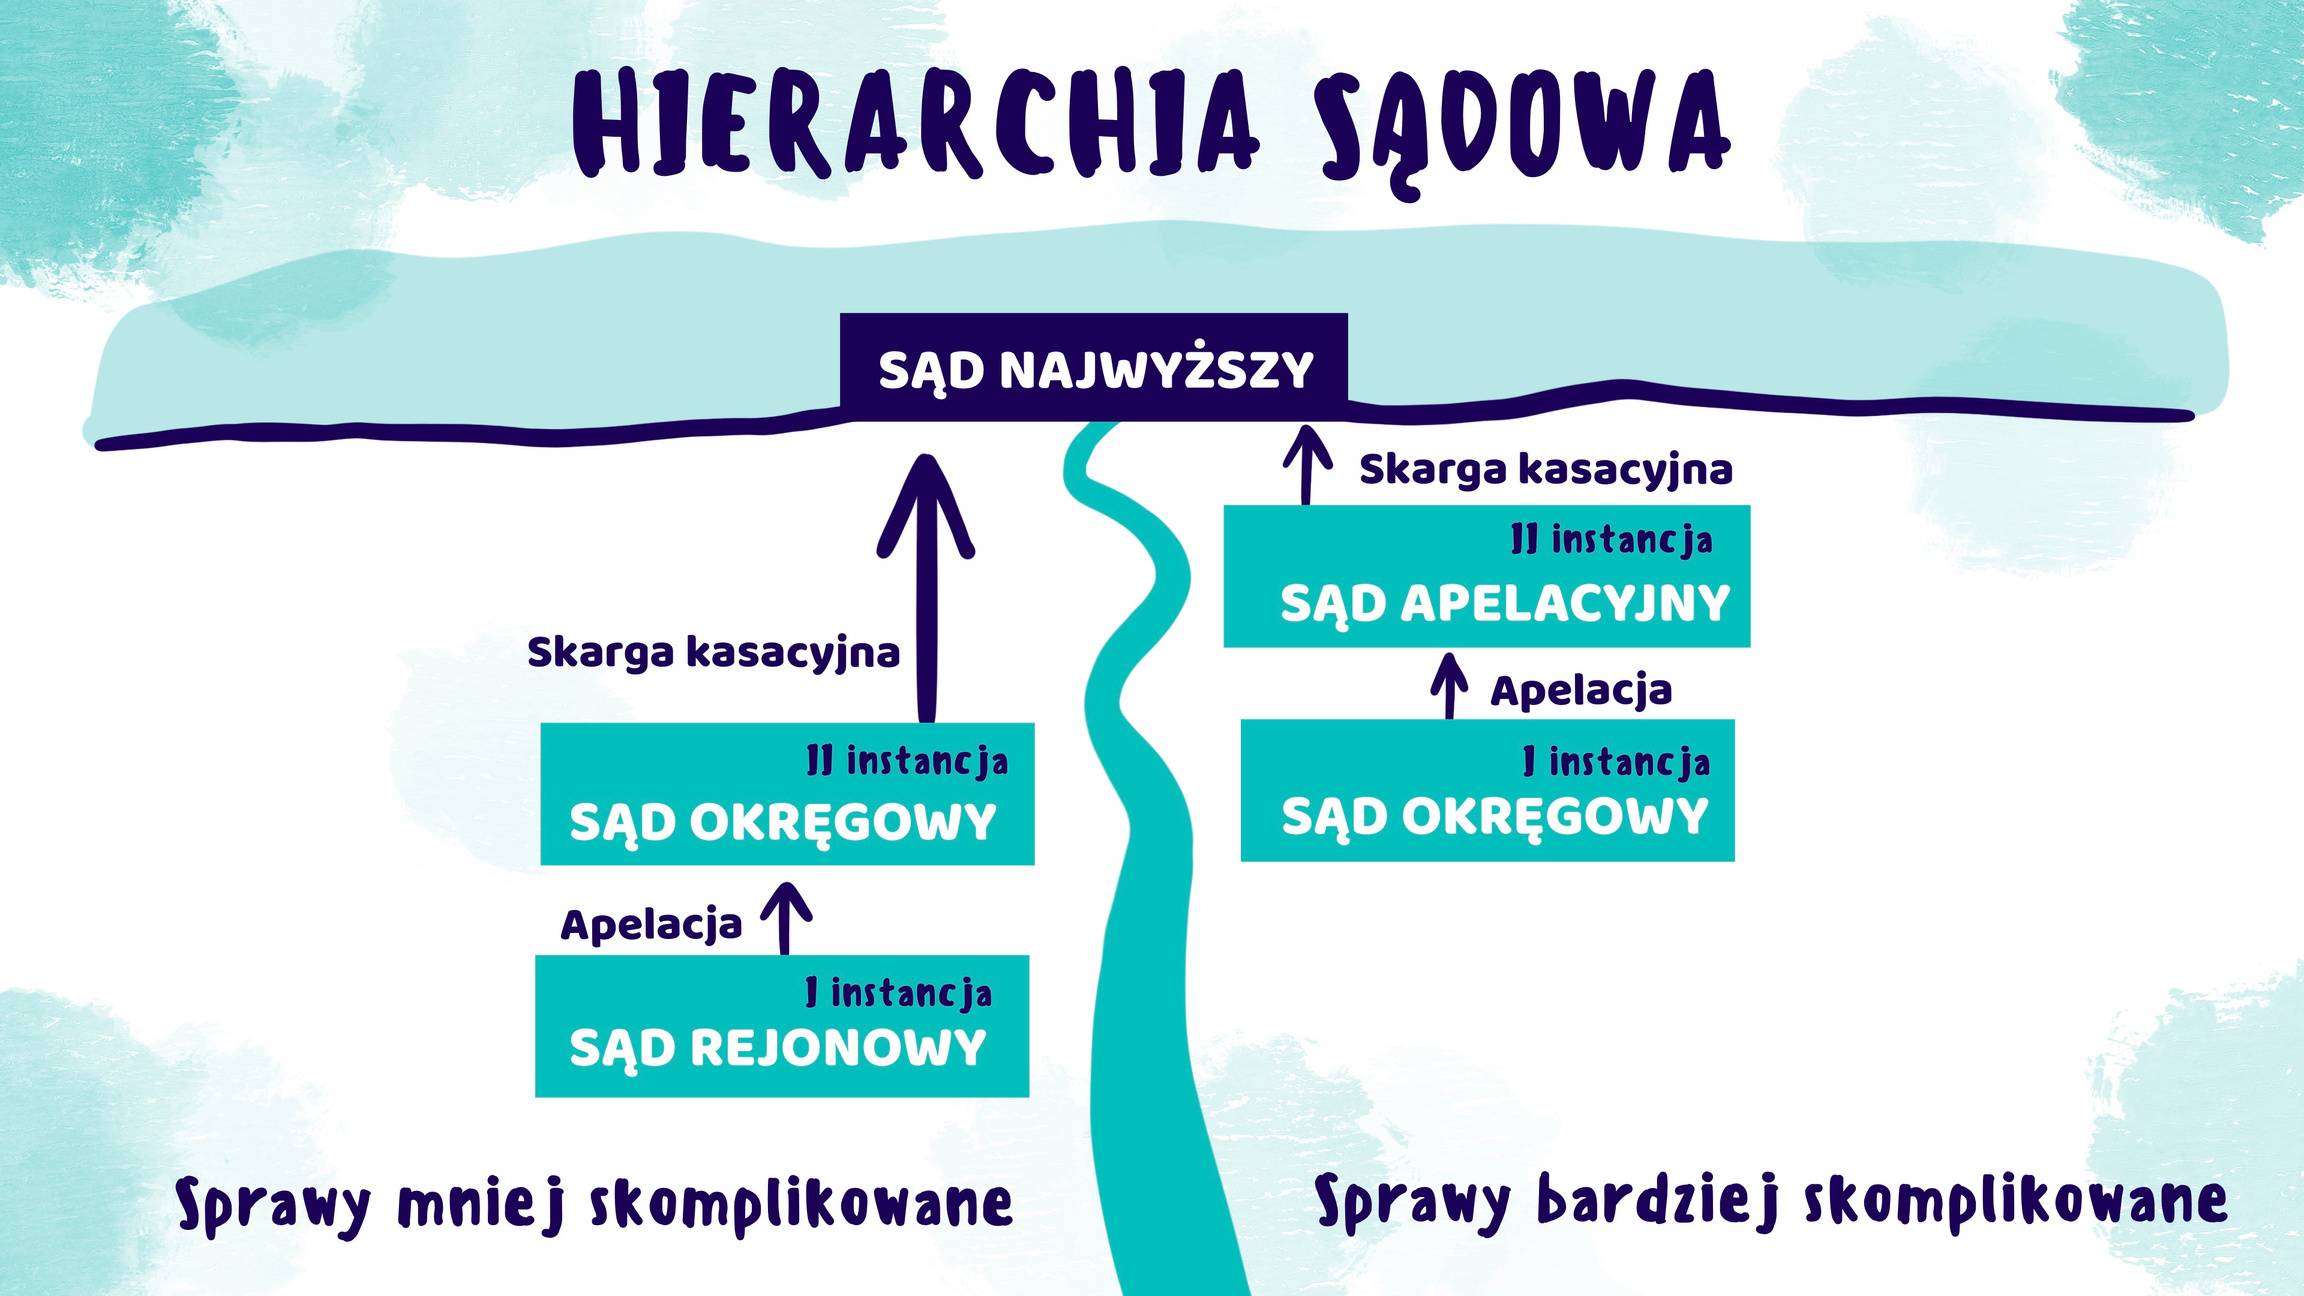 HIERARCHIA SĄDOWA
SĄD NAJWYŻSZY
Skarga kasacyjna
II instancja
SĄD OKRĘGOWY
Apelacja
I instancja
SĄD REJONOWY
Sprawy mniej skomplikowane
Skarga kasacyjna
II instancja
SĄD APELACYJNY
Apelacja
I instancja
SĄD OKRĘGOWY
Sprawy bardziej skomplikowane